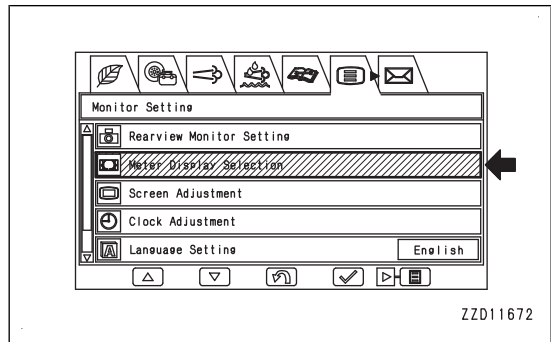 Monitor Setting
Rearview Monitor Setting
Meter Display Selection
Screen Adjustment
Clock Adjustment
Language Setting English
ZZD11672